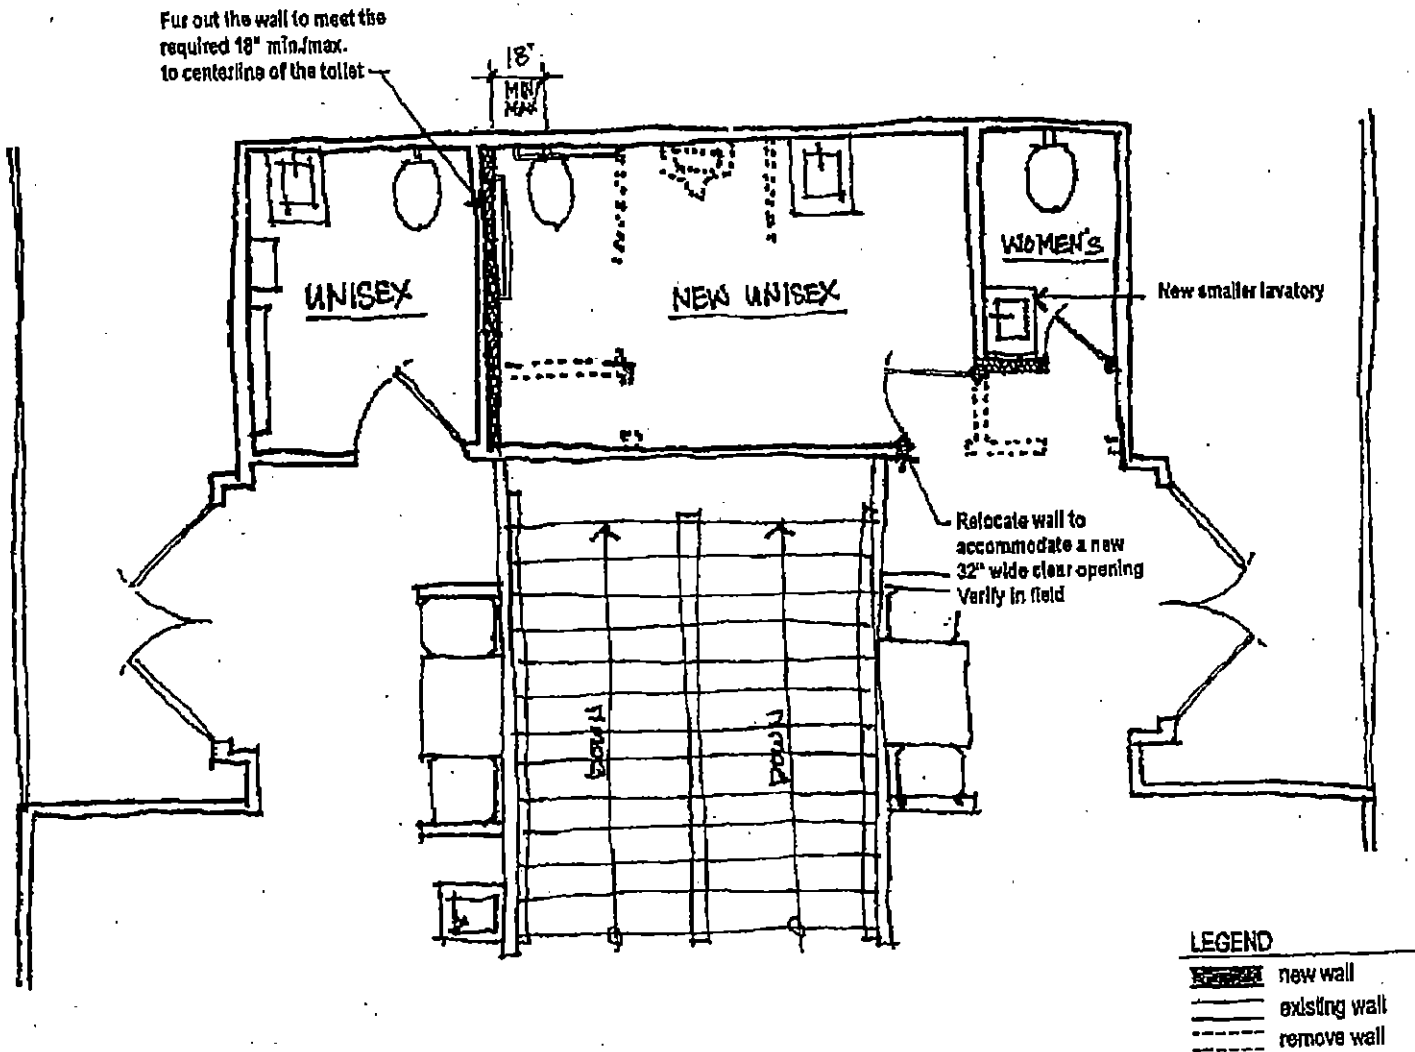 Fur out the wall to meet the
required 18" min./max.
to centerline of the toilet
18"
MIN
MAX
UNISEX
NEW UNISEX
WOMEN'S
New smaller lavatory
Relocate wall to
accommodate a new
32" wide clear opening
Verify in field
DOWN
DOWN
LEGEND
new wall
existing wall
remove wall